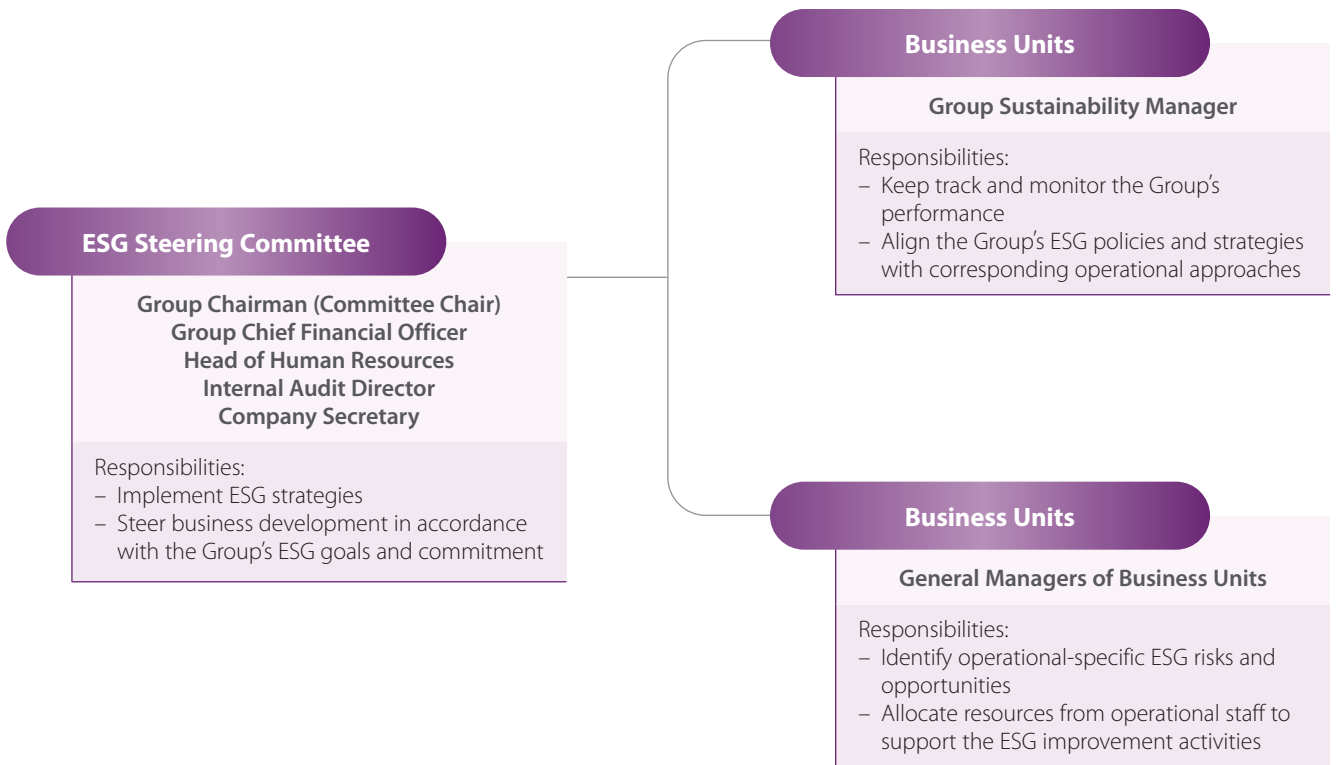 ESG Steering Committee
Group Chairman (Committee Chair)
Group Chief Financial Officer
Head of Human Resources
Internal Audit Director
Company Secretary
Responsibilities:
– Implement ESG strategies
– Steer business development in accordance
with the Group's ESG goals and commitment
Business Units
Group Sustainability Manager
Responsibilities:
– Keep track and monitor the Group's
performance
– Align the Group's ESG policies and strategies
with corresponding operational approaches
Business Units
General Managers of Business Units
Responsibilities:
– Identify operational-specific ESG risks and
opportunities
– Allocate resources from operational staff to
support the ESG improvement activities